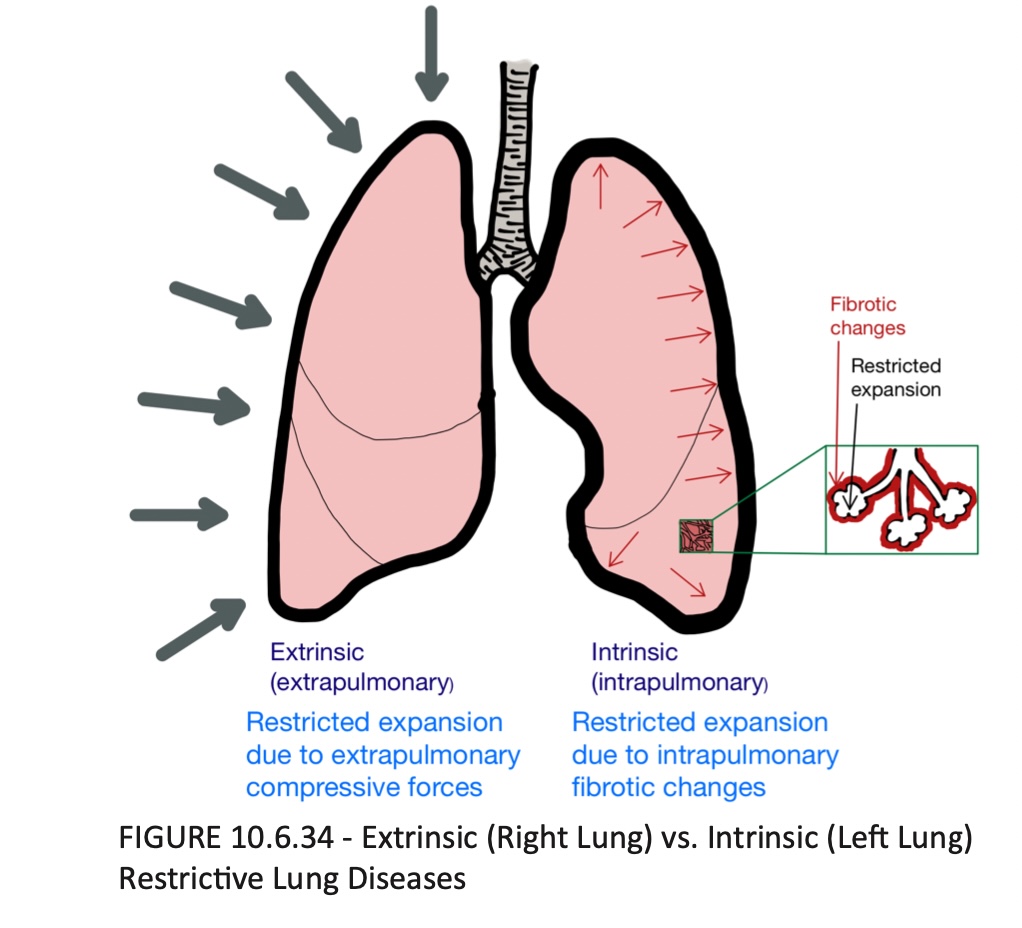 Fibrotic
changes
Restricted
expansion
Extrinsic
(extrapulmonary)
Restricted expansion
due to extrapulmonary
compressive forces
Intrinsic
(intrapulmonary)
Restricted expansion
due to intrapulmonary
fibrotic changes
FIGURE 10.6.34 - Extrinsic (Right Lung) vs. Intrinsic (Left Lung)
Restrictive Lung Diseases